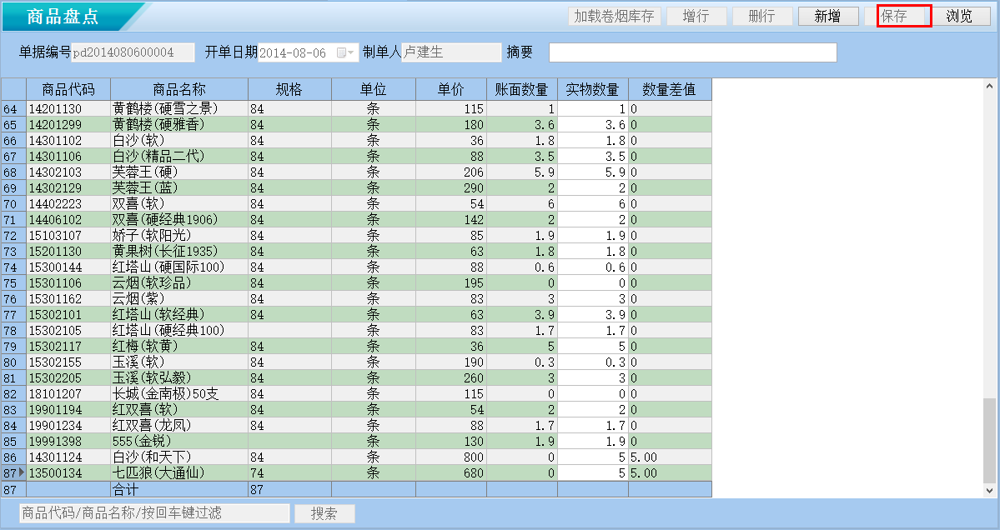 商品盘点 加载卷烟库存 增行 删行 新增 保存 浏览
单据编号 pd2014080600004 开单日期 2014-08-06 制单人 卢建生 摘要
商品代码 商品名称 规格 单位 单价 账面数量 实物数量 数量差值
64 14201130 黄鹤楼(硬雪之景) 84 条 115 1 1 0
65 14201299 黄鹤楼(硬雅香) 84 条 180 3.6 3.6 0
66 14301102 白沙(软) 84 条 36 1.8 1.8 0
67 14301106 白沙(精品二代) 84 条 88 3.5 3.5 0
68 14302103 芙蓉王(硬) 84 条 206 5.9 5.9 0
69 14302129 芙蓉王(蓝) 84 条 290 2 2 0
70 14402223 双喜(软) 84 条 54 6 6 0
71 14406102 双喜(硬经典1906) 84 条 142 2 2 0
72 15103107 娇子(软阳光) 84 条 85 1.9 1.9 0
73 15201130 黄果树(长征1935) 84 条 63 1.8 1.8 0
74 15300144 红塔山(硬国际100) 84 条 88 0.6 0.6 0
75 15301106 云烟(软珍品) 84 条 195 0 0 0
76 15301162 云烟(紫) 84 条 83 3 3 0
77 15302101 红塔山(软经典) 84 条 63 3.9 3.9 0
78 15302105 红塔山(硬经典100) 条 83 1.7 1.7 0
79 15302117 红梅(软黄) 84 条 36 5 5 0
80 15302155 玉溪(软) 84 条 190 0.3 0.3 0
81 15302205 玉溪(软弘毅) 84 条 260 3 3 0
82 18101207 长城(金南极)50支 84 条 115 0 0 0
83 19901194 红双喜(软) 84 条 54 2 2 0
84 19901234 红双喜(龙凤) 84 条 88 1.7 1.7 0
85 19991398 555(金锐) 条 130 1.9 1.9 0
86 14301124 白沙(和天下) 84 条 800 0 5 5.00
87 13500134 七匹狼(大通仙) 74 条 680 0 5 5.00
87 合计 87
商品代码/商品名称/按回车键过滤 搜索